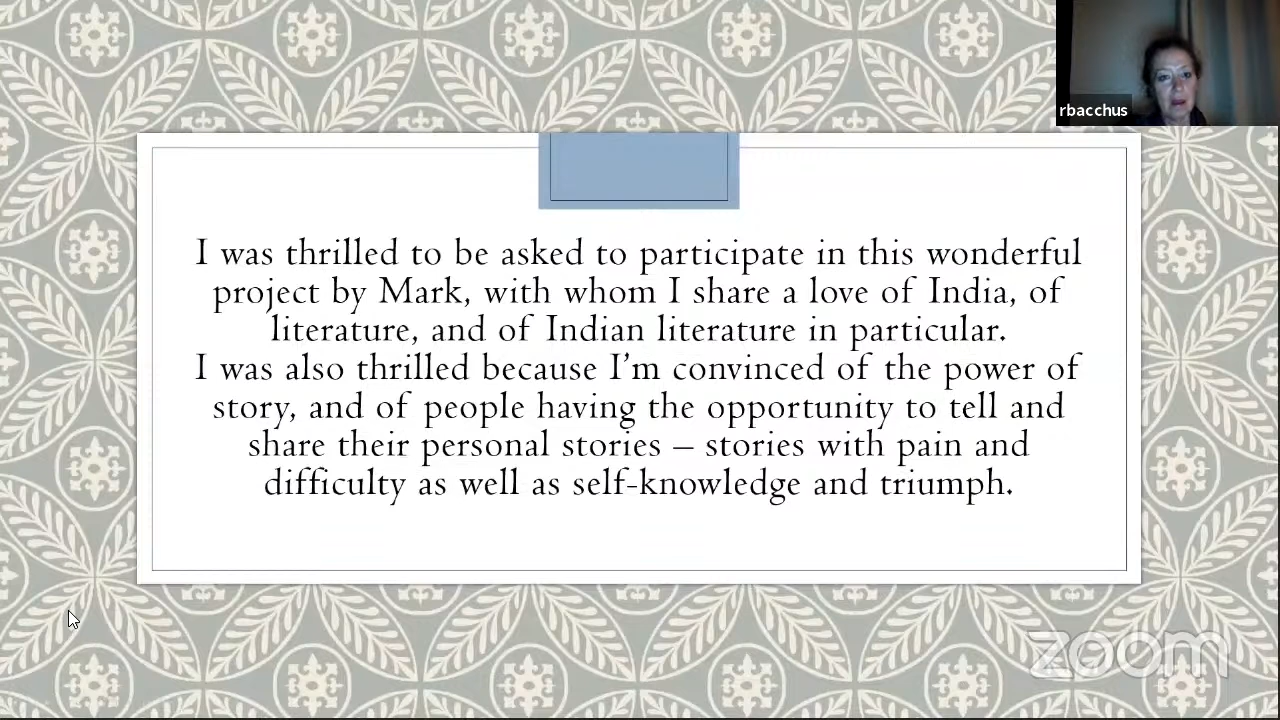 rbacchus
I was thrilled to be asked to participate in this wonderful
project by Mark, with whom I share a love of India, of
literature, and of Indian literature in particular.
I was also thrilled because I’m convinced of the power of
story, and of people having the opportunity to tell and
share their personal stories – stories with pain and
difficulty as well as self-knowledge and triumph.
zoom